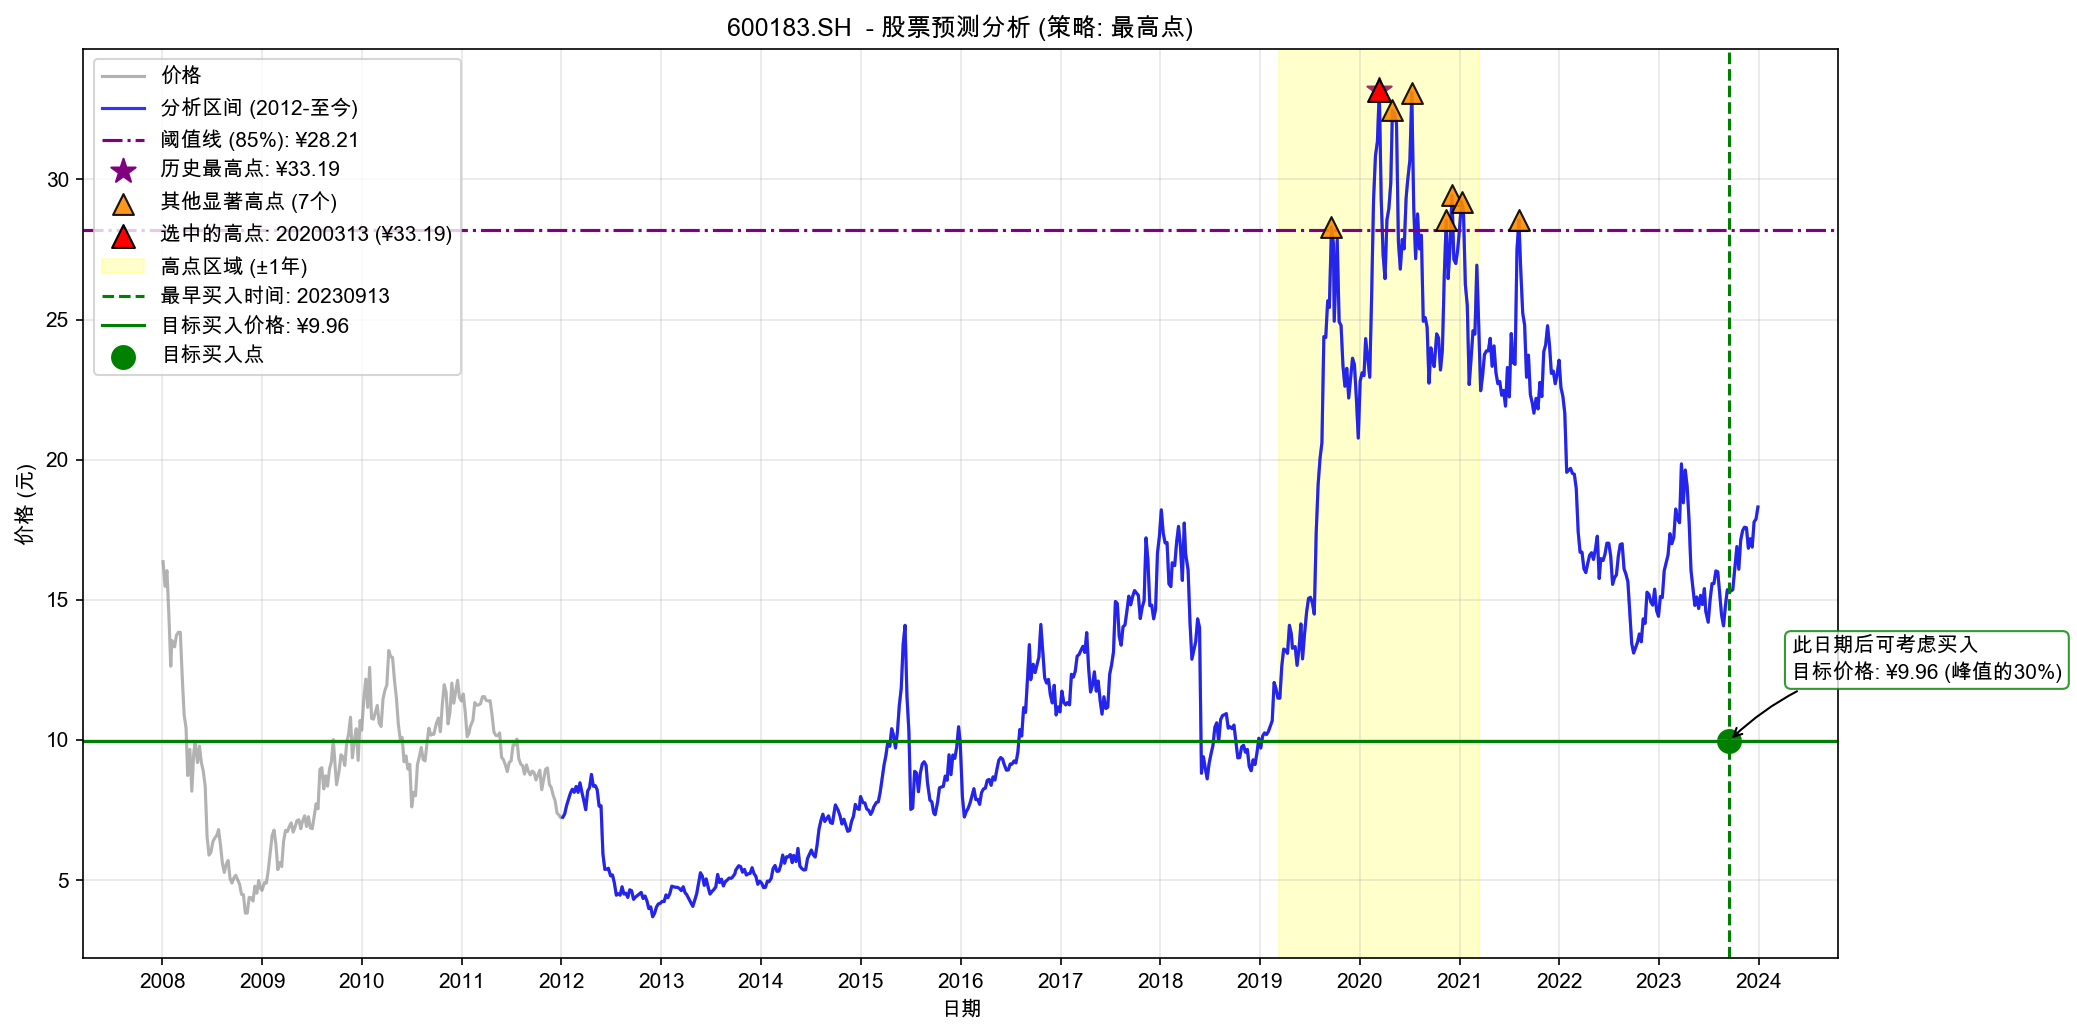 600183.SH - 股票预测分析 (策略: 最高点)
价格
分析区间 (2012-至今)
阈值线 (85%): ¥28.21
历史最高点: ¥33.19
其他显著高点 (7个)
选中的高点: 20200313 (¥33.19)
高点区域 (±1年)
最早买入时间: 20230913
目标买入价格: ¥9.96
目标买入点
价格 (元)
30
25
20
15
10
5
此日期后可考虑买入
目标价格: ¥9.96 (峰值的30%)
2008 2009 2010 2011 2012 2013 2014 2015 2016 2017 2018 2019 2020 2021 2022 2023 2024
日期